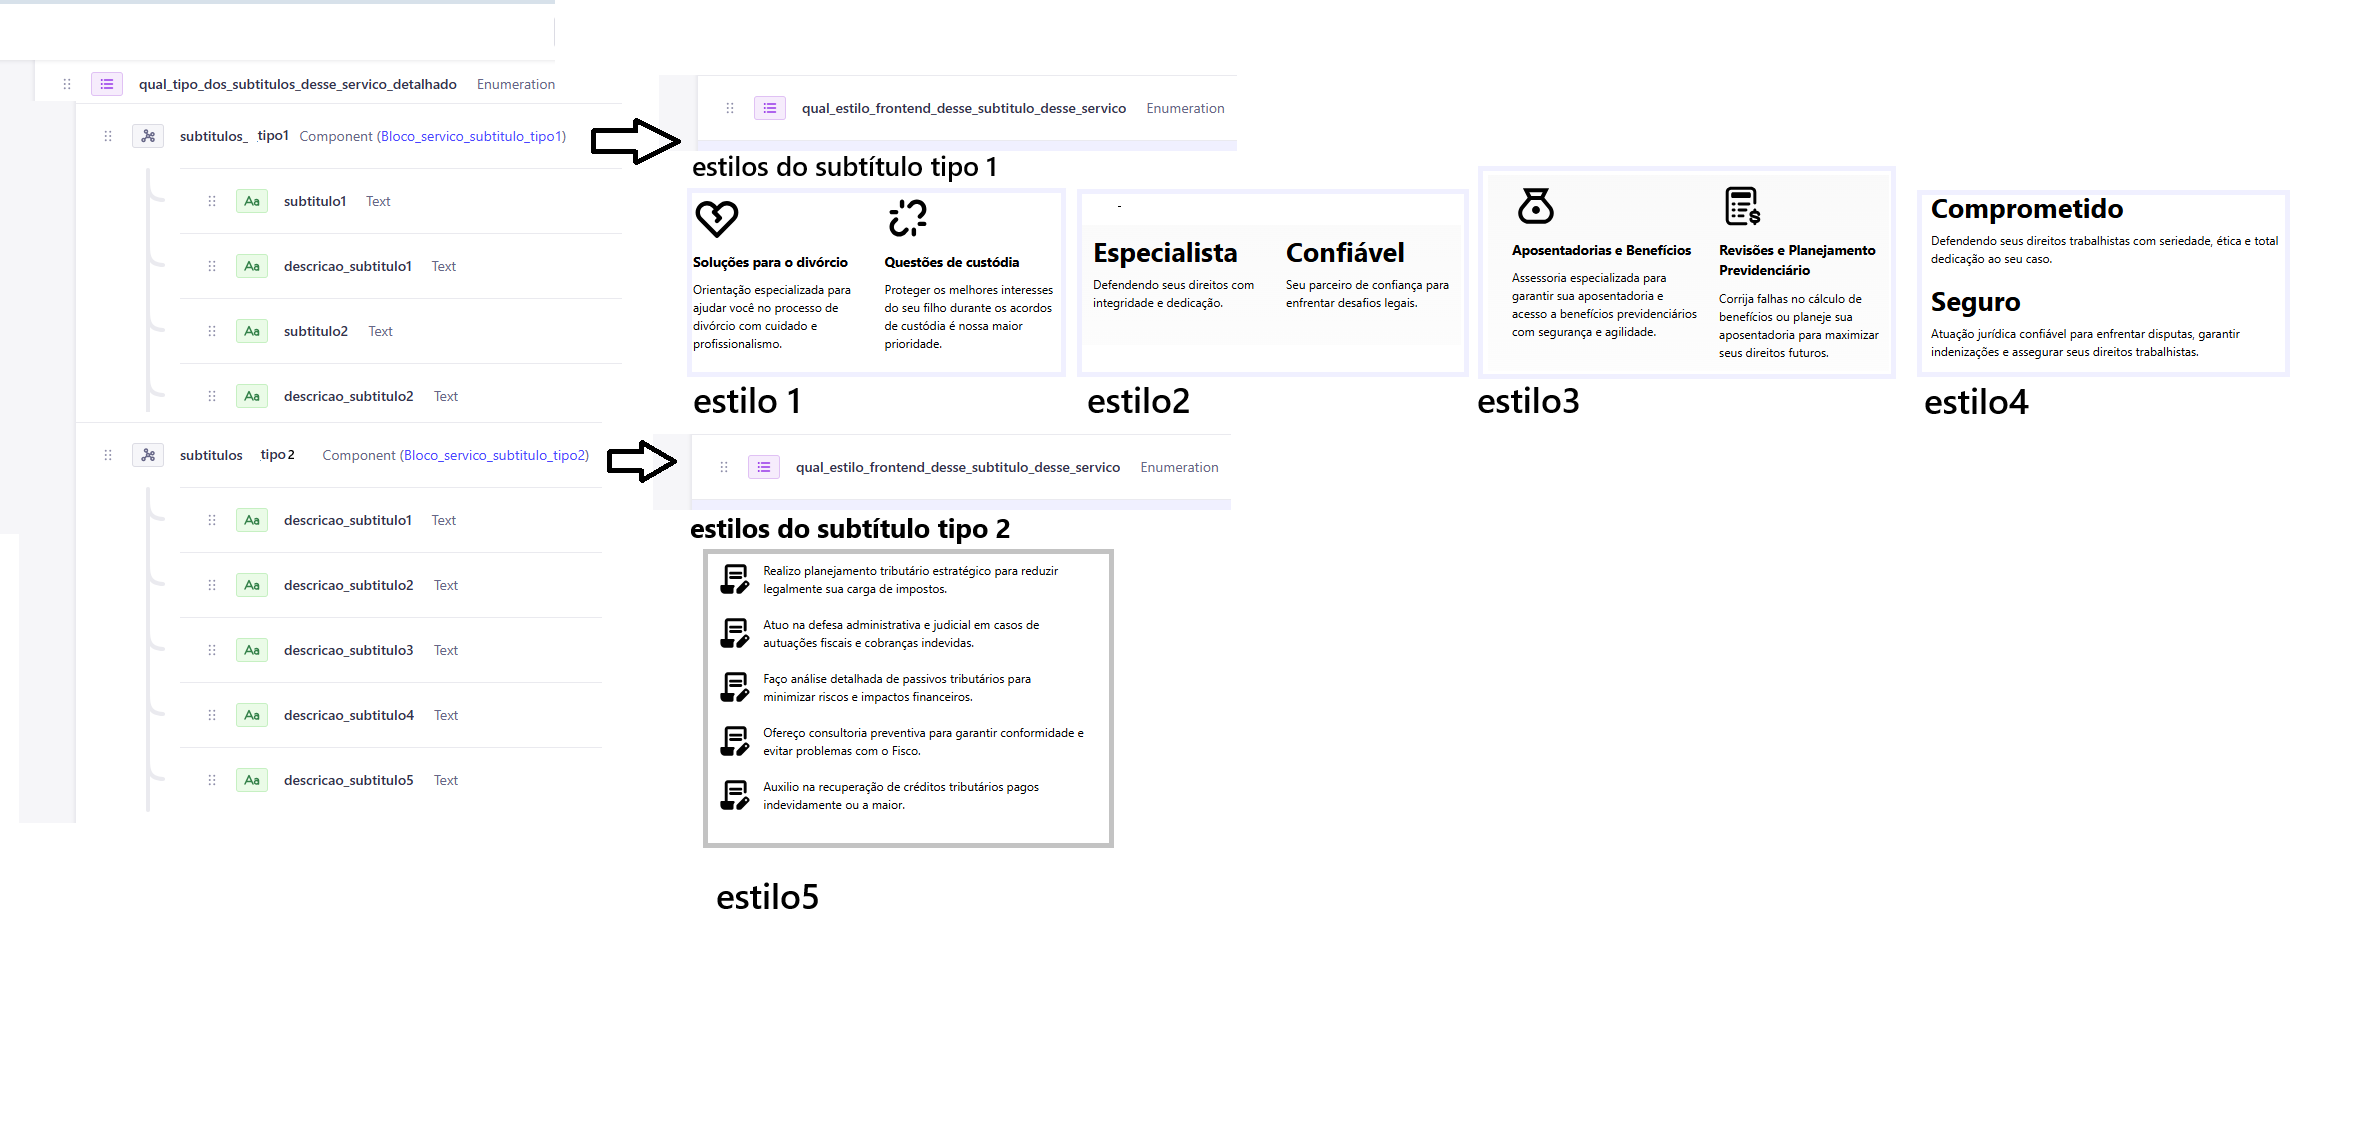 qual_tipo_dos_subtitulos_desse_servico_detalhado Enumeration
subtitulos_ tipo1 Component (Bloco_servico_subtitulo_tipo1)
Aa subtitulo1 Text
Aa descricao_subtitulo1 Text
Aa subtitulo2 Text
Aa descricao_subtitulo2 Text
subtitulos tipo2 Component (Bloco_servico_subtitulo_tipo2)
Aa descricao_subtitulo1 Text
Aa descricao_subtitulo2 Text
Aa descricao_subtitulo3 Text
Aa descricao_subtitulo4 Text
Aa descricao_subtitulo5 Text
qual_estilo_frontend_desse_subtitulo_desse_servico Enumeration
estilos do subtítulo tipo 1
Soluções para o divórcio
Orientação especializada para
ajudar você no processo de
divórcio com cuidado e
profissionalismo.
Questões de custódia
Proteger os melhores interesses
do seu filho durante os acordos
de custódia é nossa maior
prioridade.
estilo 1
-
Especialista
Defendendo seus direitos com
integridade e dedicação.
Confiável
Seu parceiro de confiança para
enfrentar desafios legais.
estilo2
Aposentadorias e Benefícios
Assessoria especializada para
garantir sua aposentadoria e
acesso a benefícios previdenciários
com segurança e agilidade.
Revisões e Planejamento
Previdenciário
Corrija falhas no cálculo de
benefícios ou planeje sua
aposentadoria para maximizar
seus direitos futuros.
estilo3
Comprometido
Defendendo seus direitos trabalhistas com seriedade, ética e total
dedicação ao seu caso.
Seguro
Atuação jurídica confiável para enfrentar disputas, garantir
indenizações e assegurar seus direitos trabalhistas.
estilo4
qual_estilo_frontend_desse_subtitulo_desse_servico Enumeration
estilos do subtítulo tipo 2
Realizo planejamento tributário estratégico para reduzir
legalmente sua carga de impostos.
Atuo na defesa administrativa e judicial em casos de
autuações fiscais e cobranças indevidas.
Faço análise detalhada de passivos tributários para
minimizar riscos e impactos financeiros.
Ofereço consultoria preventiva para garantir conformidade e
evitar problemas com o Fisco.
Auxilio na recuperação de créditos tributários pagos
indevidamente ou a maior.
estilo5